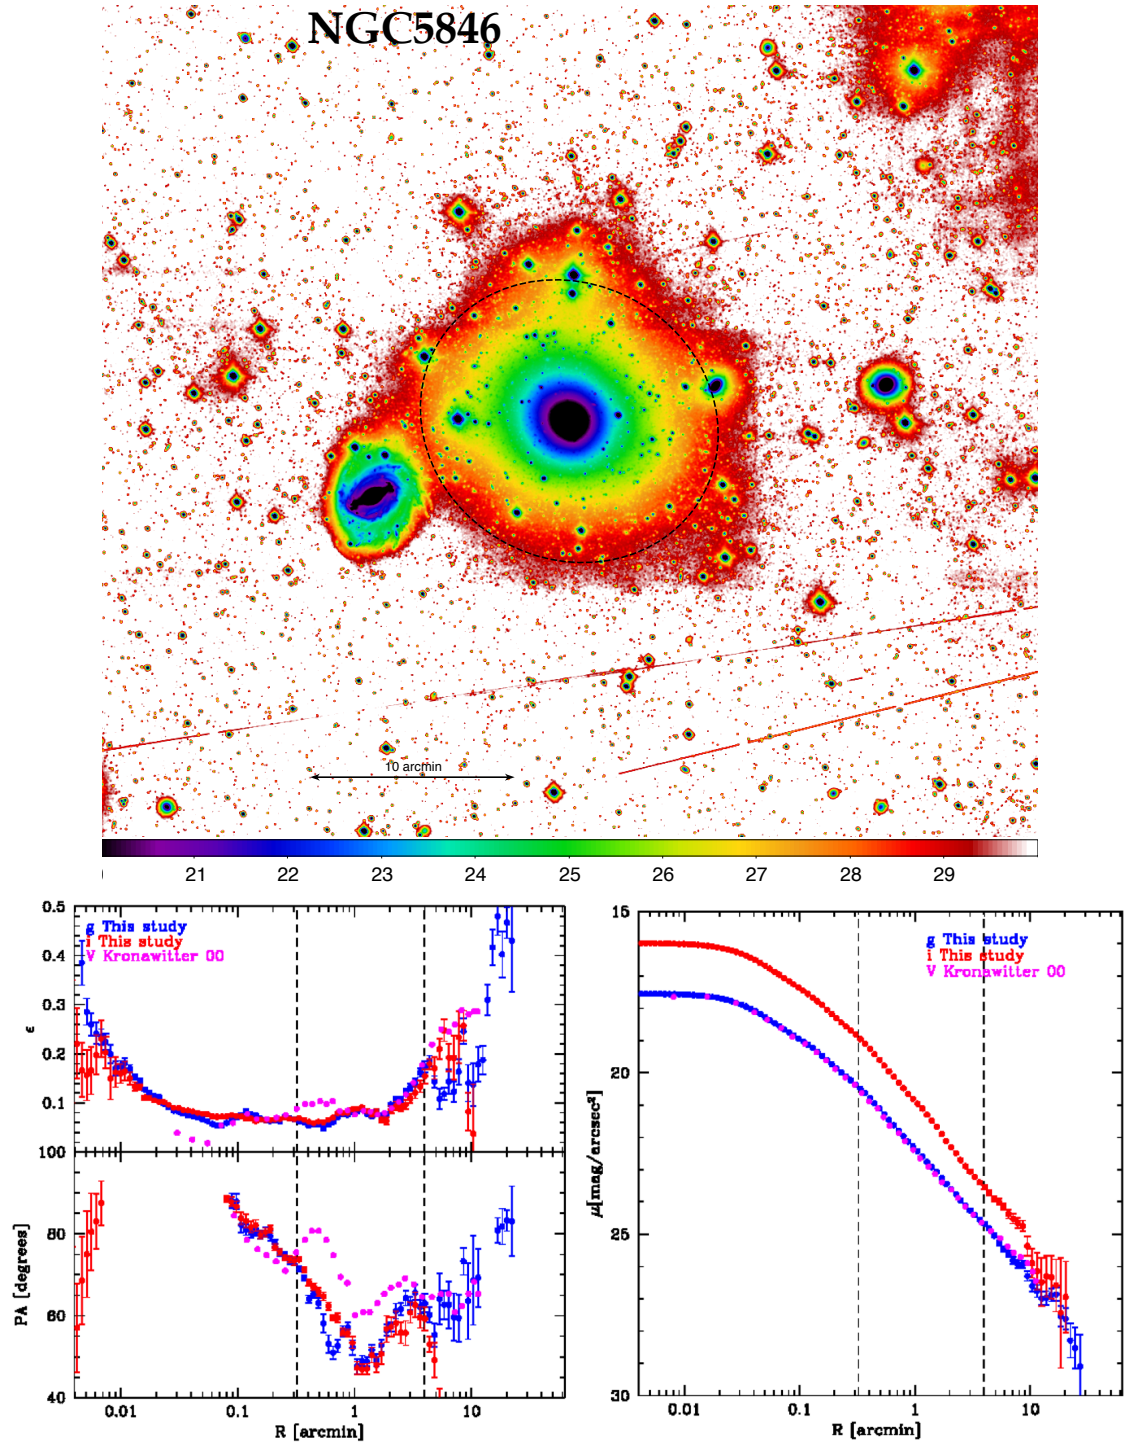 NGC5846
10 arcmin
21 22 23 24 25 26 27 28 29
0.5
g This study
i This study
V Kronawitter 00
0.4
0.3
ε
0.2
0.1
100
80
PA [degrees]
60
40
0.01 0.1 1 10
R [arcmin]
15
g This study
i This study
V Kronawitter 00
20
μ[mag/arcsec²]
25
30
0.01 0.1 1 10
R [arcmin]